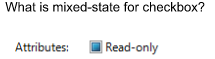 What is mixed-state for checkbox?
Attributes: Read-only